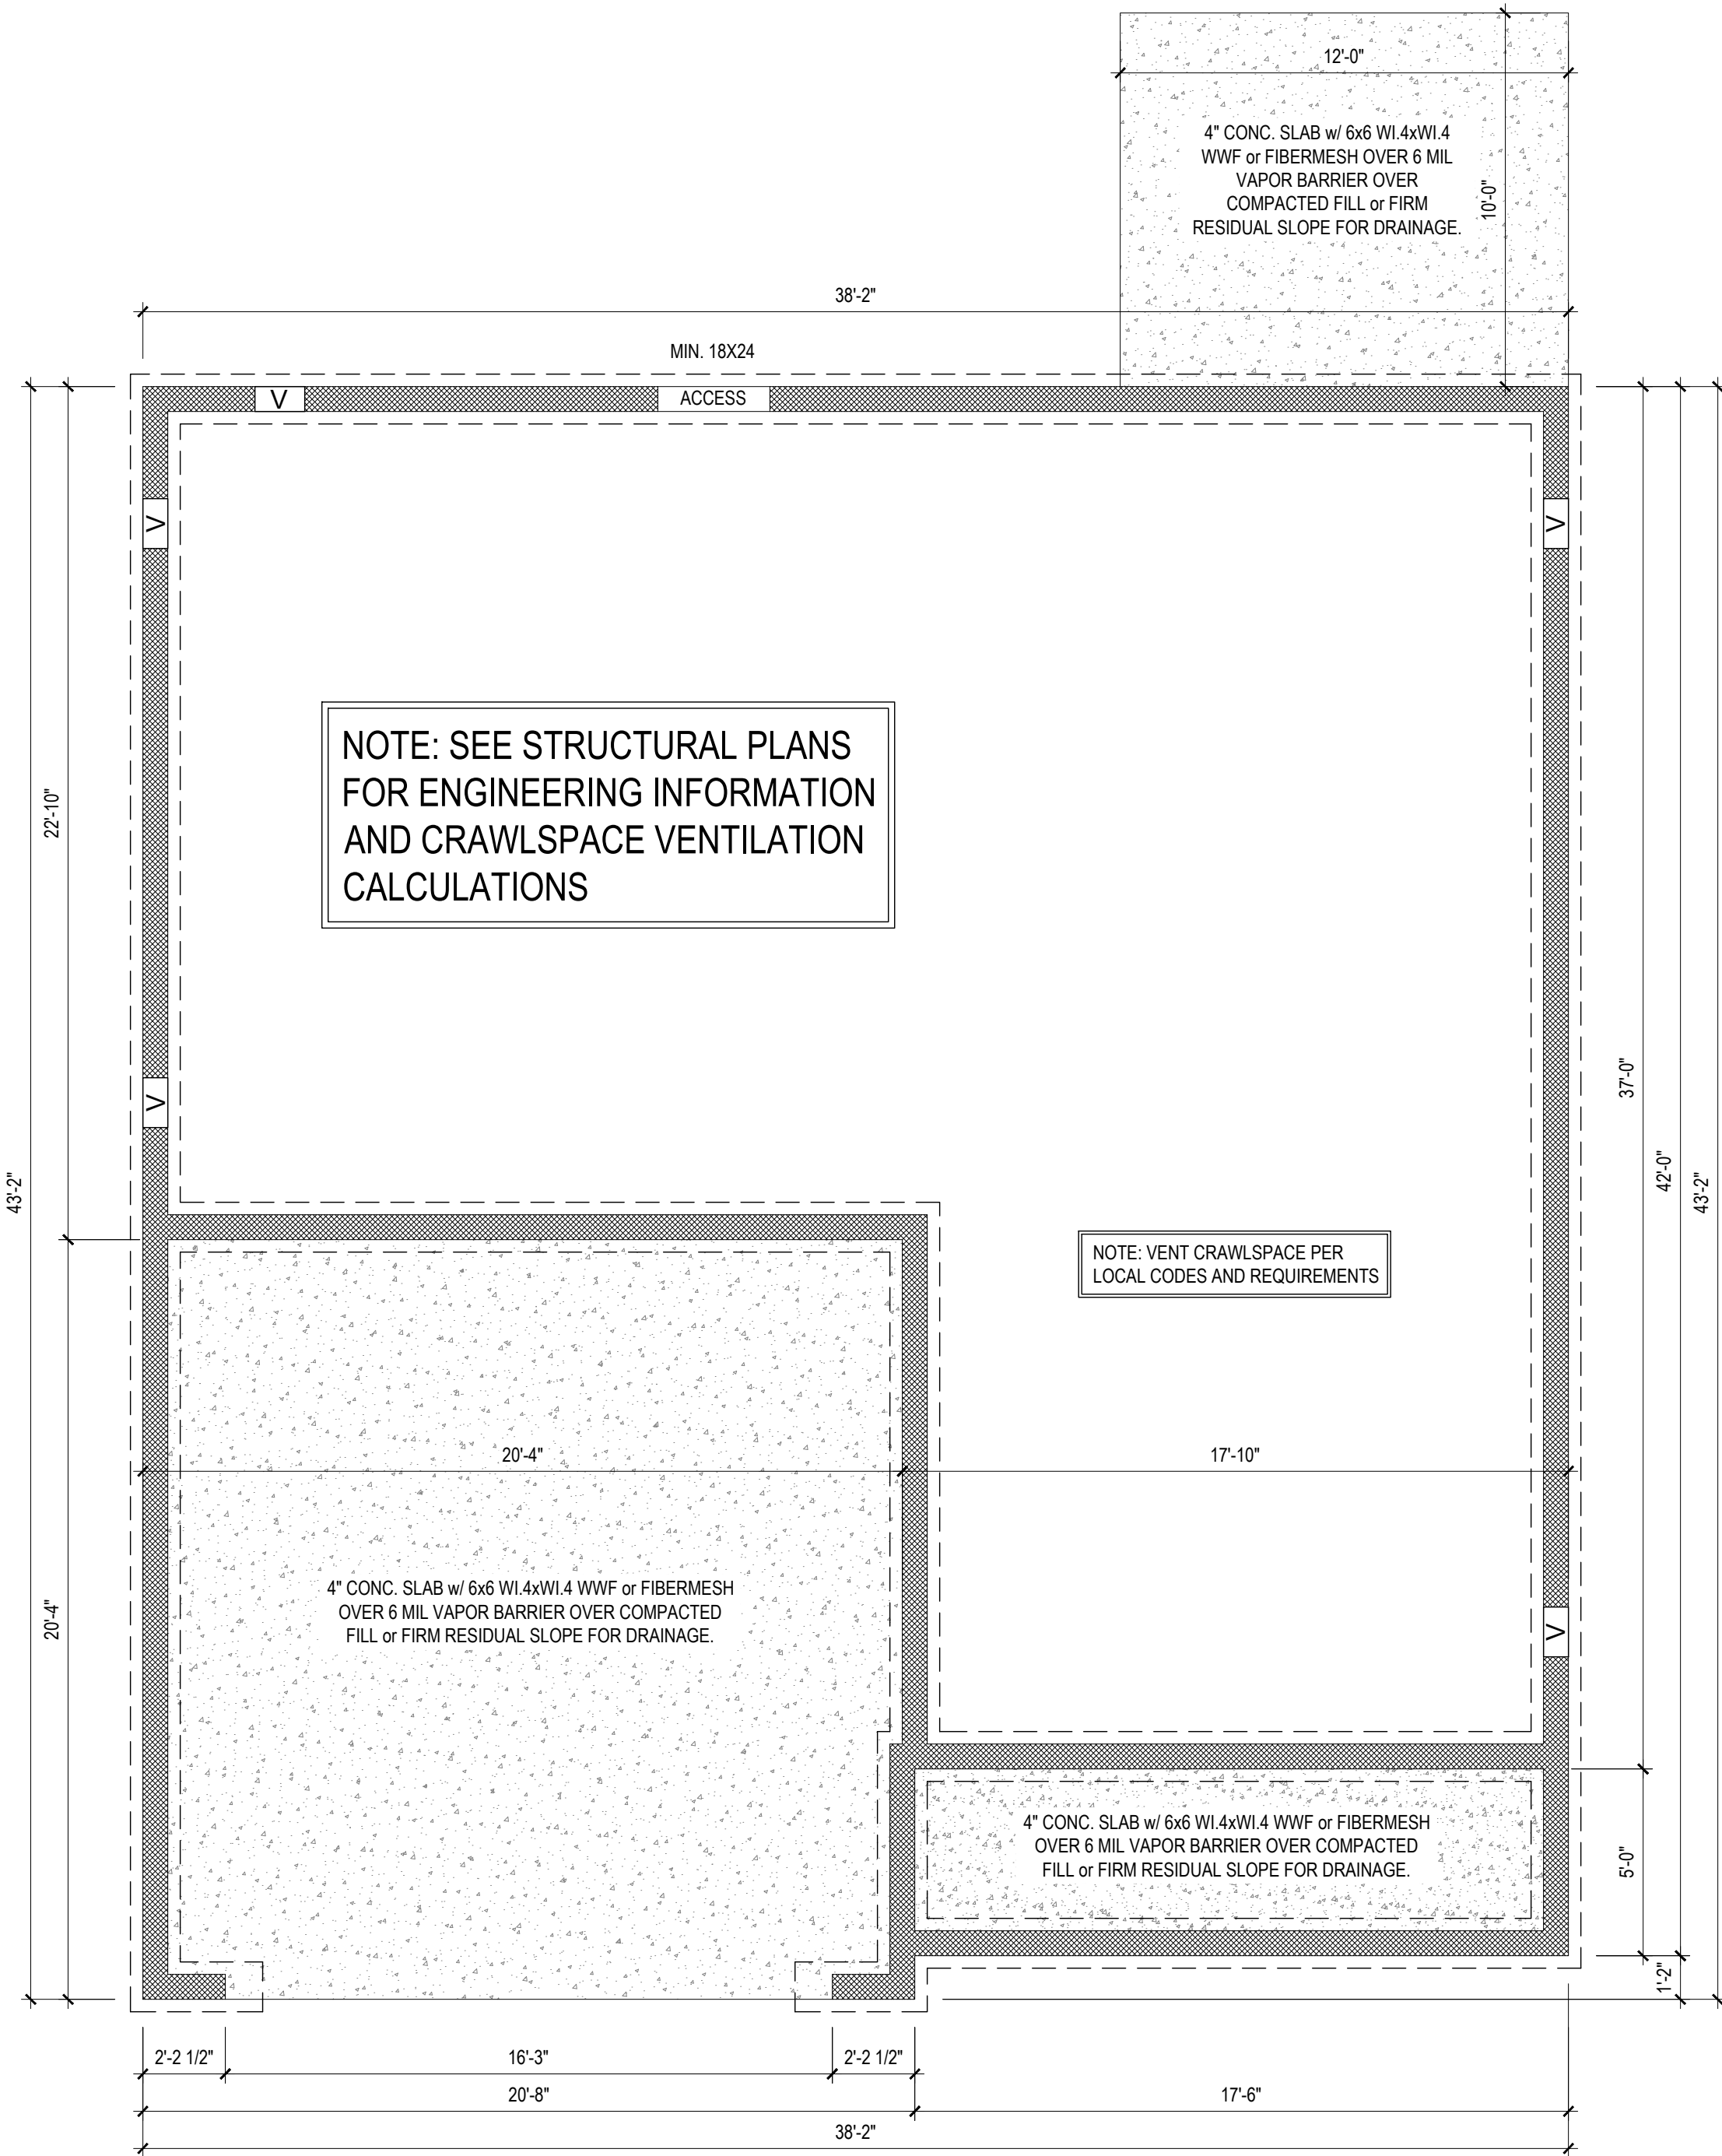 12'-0"
4" CONC. SLAB w/ 6x6 WI.4xWI.4
WWF or FIBERMESH OVER 6 MIL
VAPOR BARRIER OVER
COMPACTED FILL or FIRM
RESIDUAL SLOPE FOR DRAINAGE.
10'-0"
38'-2"
MIN. 18X24
V
ACCESS
V
V
NOTE: SEE STRUCTURAL PLANS
FOR ENGINEERING INFORMATION
AND CRAWLSPACE VENTILATION
CALCULATIONS
22'-10"
V
37'-0"
43'-2"
42'-0"
43'-2"
NOTE: VENT CRAWLSPACE PER
LOCAL CODES AND REQUIREMENTS
20'-4"
17'-10"
4" CONC. SLAB w/ 6x6 WI.4xWI.4 WWF or FIBERMESH
OVER 6 MIL VAPOR BARRIER OVER COMPACTED
FILL or FIRM RESIDUAL SLOPE FOR DRAINAGE.
20'-4"
V
4" CONC. SLAB w/ 6x6 WI.4xWI.4 WWF or FIBERMESH
OVER 6 MIL VAPOR BARRIER OVER COMPACTED
FILL or FIRM RESIDUAL SLOPE FOR DRAINAGE.
5'-0"
1'-2"
2'-2 1/2"
16'-3"
2'-2 1/2"
20'-8"
17'-6"
38'-2"